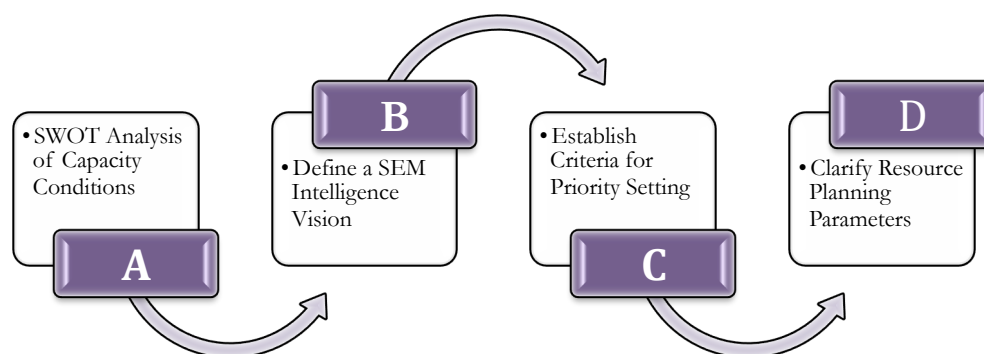 • SWOT Analysis
of Capacity
Conditions
A
B
• Define a SEM
Intelligence
Vision
• Establish
Criteria for
Priority Setting
C
D
• Clarify Resource
Planning
Parameters